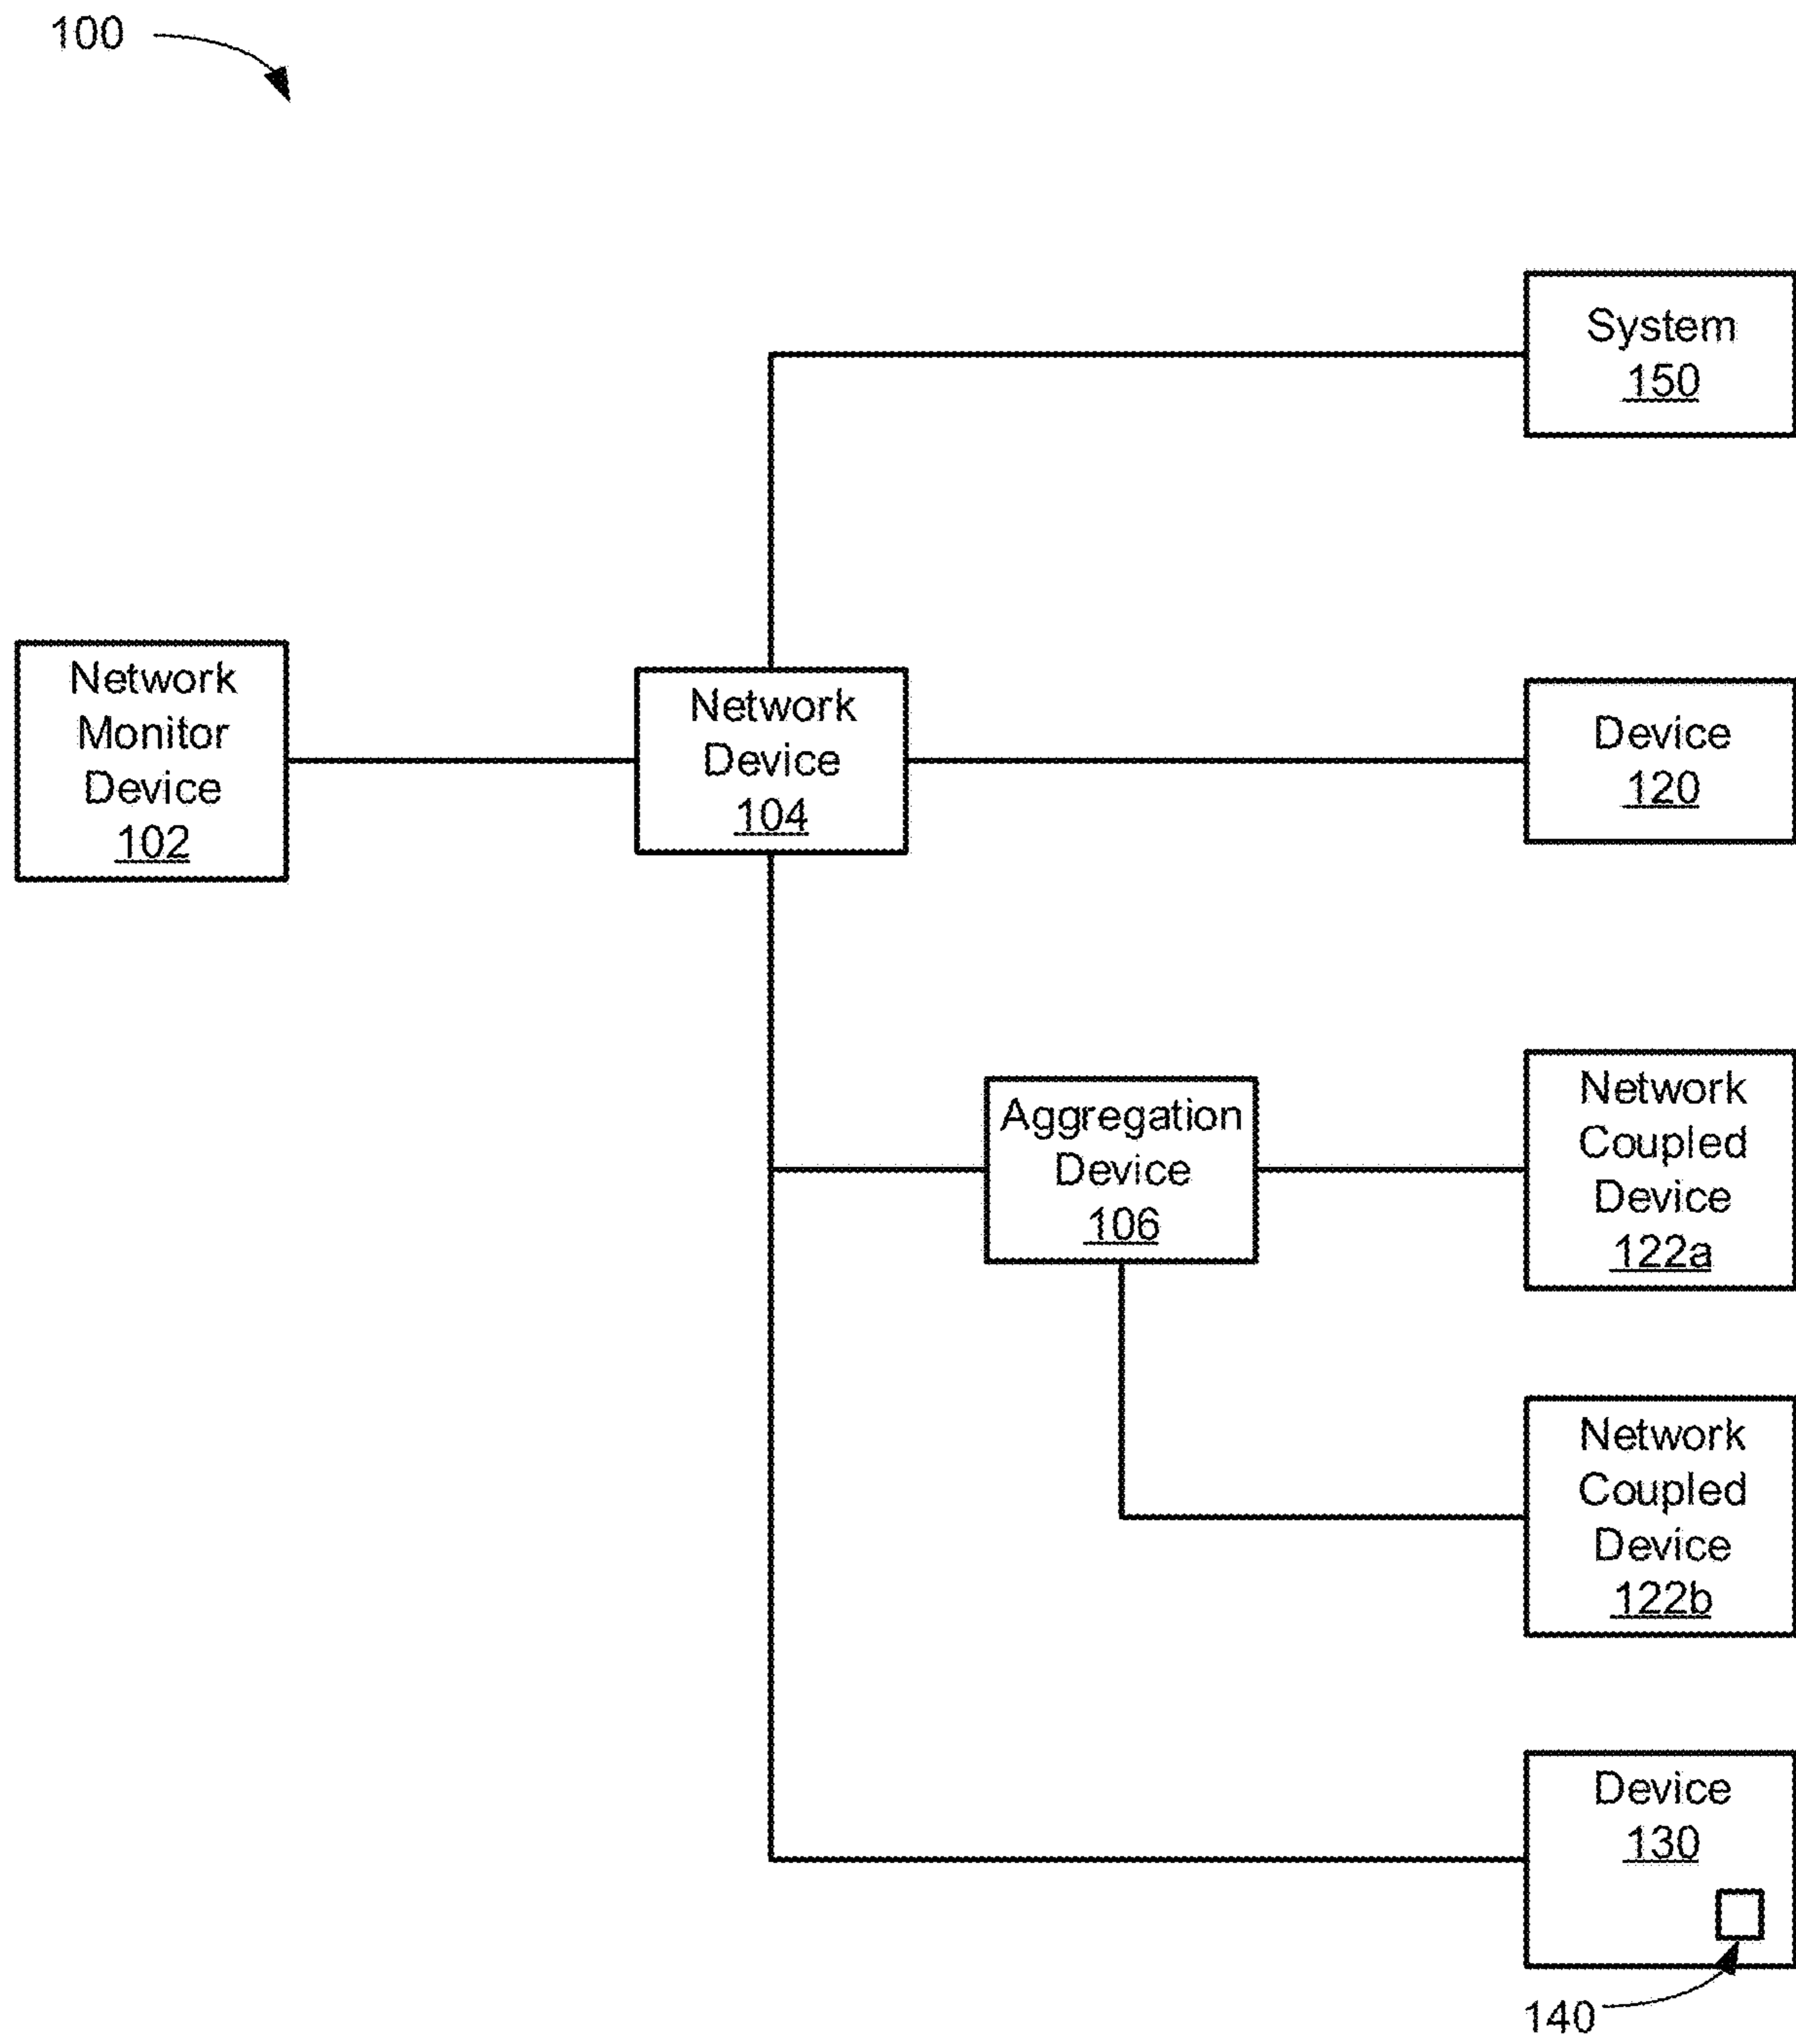 100
System
150
Network
Monitor
Device
102
Network
Device
104
Device
120
Aggregation
Device
106
Network
Coupled
Device
122a
Network
Coupled
Device
122b
Device
130
140